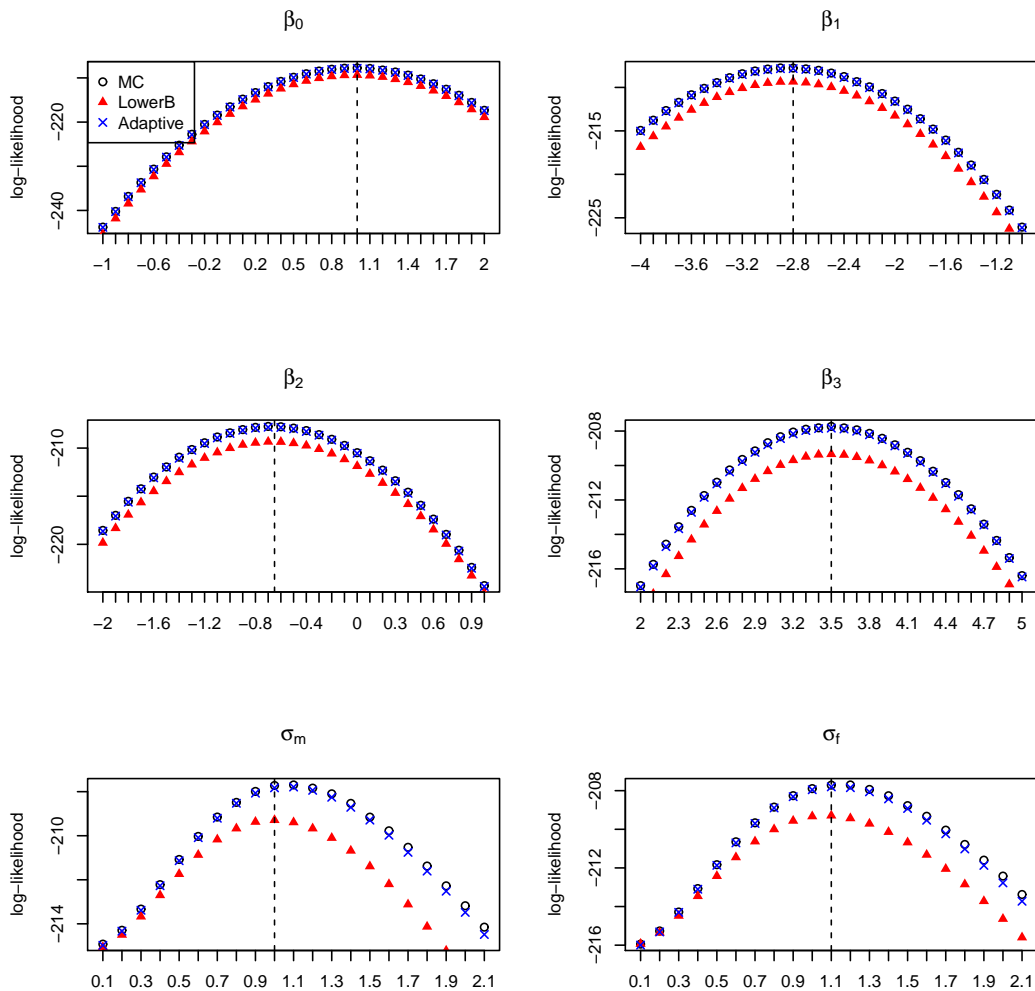 β0
MC
LowerB
Adaptive
log−likelihood
−220
−240
−1 −0.6 −0.2 0.2 0.5 0.8 1.1 1.4 1.7 2
β1
log−likelihood
−215
−225
−4 −3.6 −3.2 −2.8 −2.4 −2 −1.6 −1.2
β2
log−likelihood
−210
−220
−2 −1.6 −1.2 −0.8 −0.4 0 0.3 0.6 0.9
β3
log−likelihood
−208
−212
−216
2 2.3 2.6 2.9 3.2 3.5 3.8 4.1 4.4 4.7 5
σm
log−likelihood
−210
−214
0.1 0.3 0.5 0.7 0.9 1.1 1.3 1.5 1.7 1.9 2.1
σf
log−likelihood
−208
−212
−216
0.1 0.3 0.5 0.7 0.9 1.1 1.3 1.5 1.7 1.9 2.1